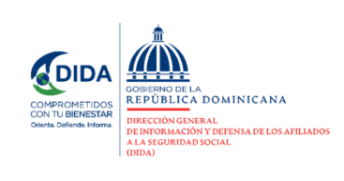 DIDA
COMPROMETIDOS
CON TU BIENESTAR
Orienta. Defiende. Informa.
GOBIERNO DE LA
REPÚBLICA DOMINICANA
DIRECCIÓN GENERAL
DE INFORMACIÓN Y DEFENSA DE LOS AFILIADOS
A LA SEGURIDAD SOCIAL
(DIDA)